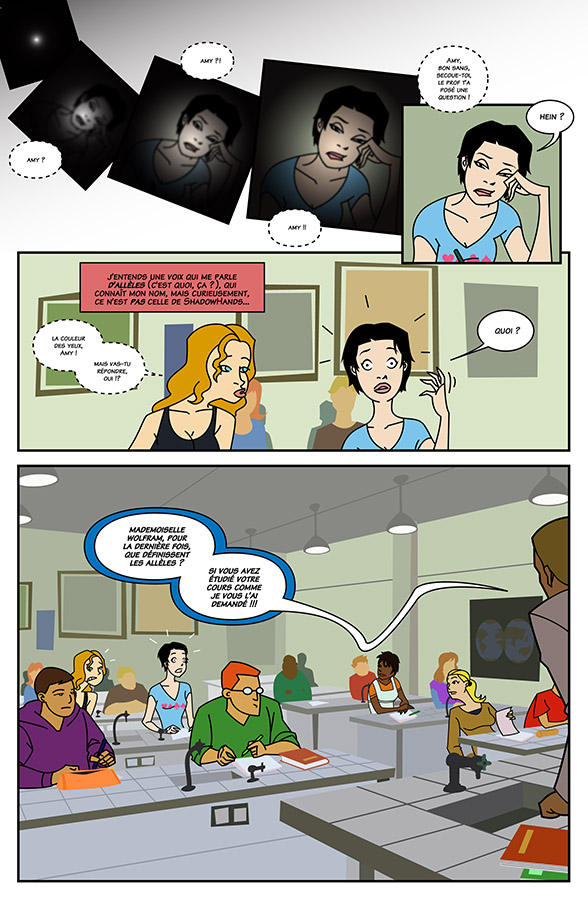 AMY ?
AMY ?!
AMY !!
AMY,
BON SANG,
SECOUE-TOI,
LE PROF T'A
POSÉ UNE
QUESTION !
HEIN ?
J'ENTENDS UNE VOIX QUI ME PARLE
D'ALLÈLES (C'EST QUOI, ÇA ?), QUI
CONNAÎT MON NOM, MAIS CURIEUSEMENT,
CE N'EST PAS CELLE DE SHADOWHANDS...
LA COULEUR
DES YEUX,
AMY !
MAIS VAS-TU
RÉPONDRE,
OUI !?
QUOI ?
MADEMOISELLE
WOLFRAM, POUR
LA DERNIÈRE FOIS,
QUE DÉFINISSENT
LES ALLÈLES ?
SI VOUS AVEZ
ÉTUDIÉ VOTRE
COURS COMME
JE VOUS L'AI
DEMANDÉ !!!